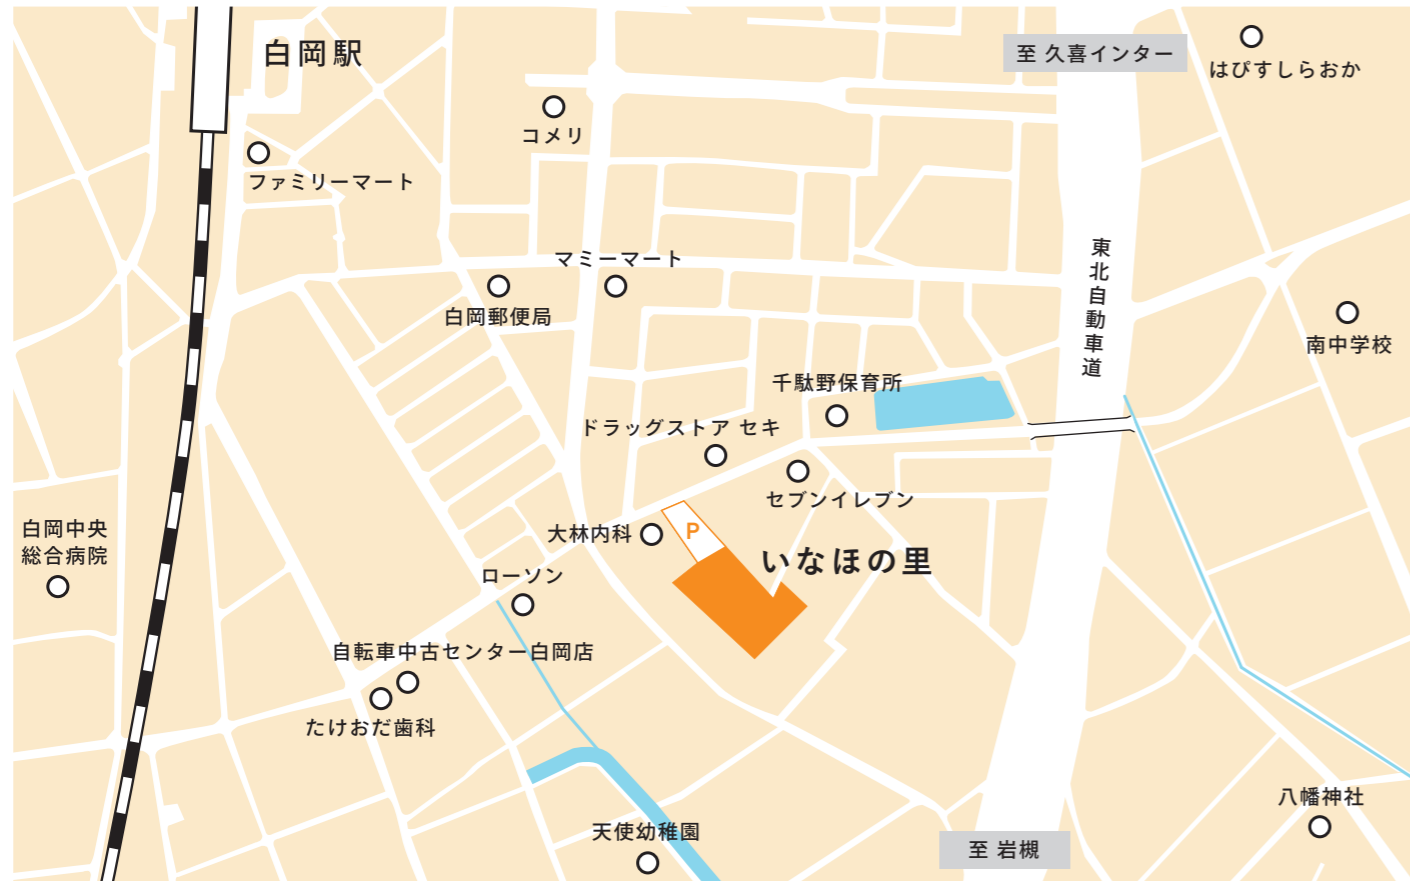 白岡駅
至 久喜インター
はぴすしらおか
コメリ
ファミリーマート
マミーマート
白岡郵便局
東北自動車道
南中学校
千駄野保育所
ドラッグストア セキ
セブンイレブン
白岡中央
総合病院
大林内科
P
いなほの里
ローソン
自転車中古センター白岡店
たけおだ歯科
八幡神社
天使幼稚園
至 岩槻